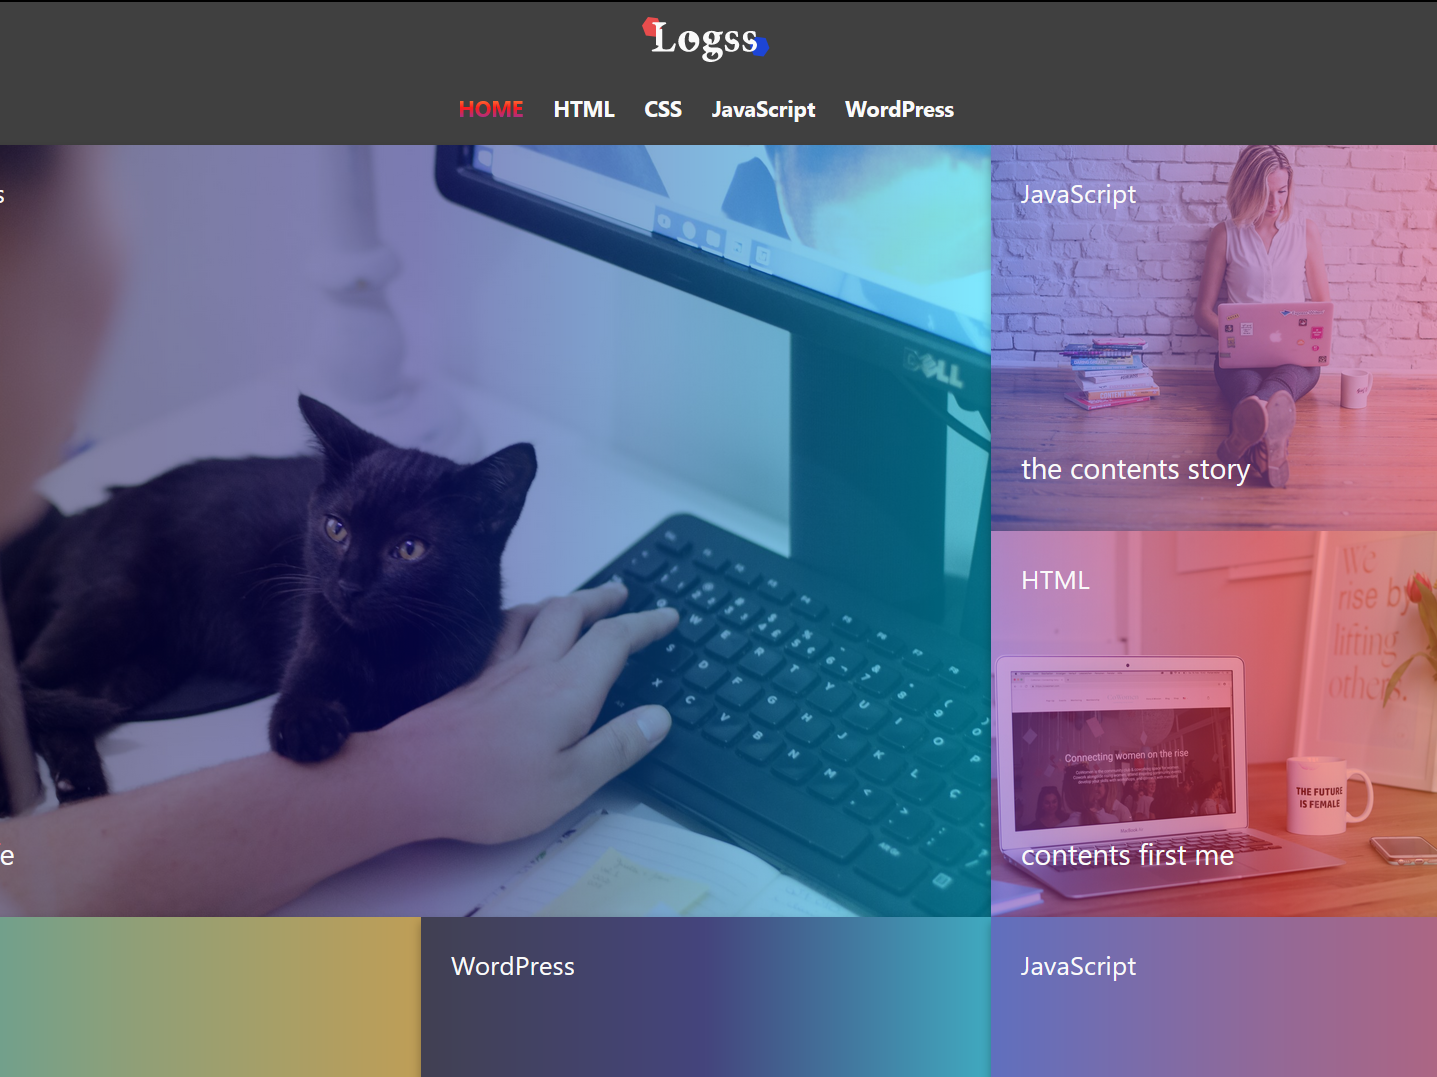 Logss
HOME HTML CSS JavaScript WordPress
s
JavaScript
DELL
the contents story
HTML
We
rise by
lifting
others.
Connecting women on the rise
THE FUTURE
IS FEMALE
e
contents first me
WordPress
JavaScript